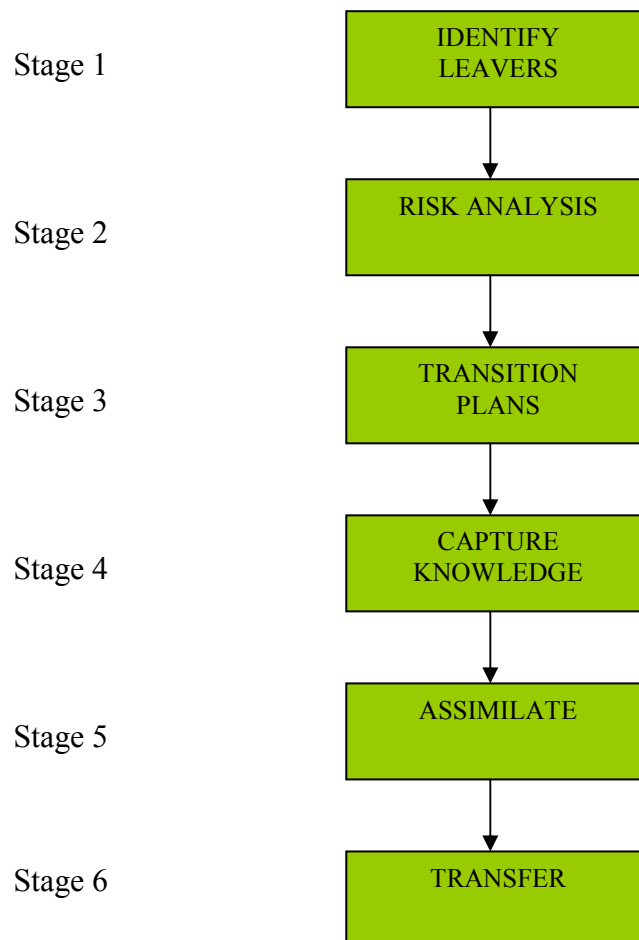 Stage 1
IDENTIFY
LEAVERS
Stage 2
RISK ANALYSIS
Stage 3
TRANSITION
PLANS
Stage 4
CAPTURE
KNOWLEDGE
Stage 5
ASSIMILATE
Stage 6
TRANSFER